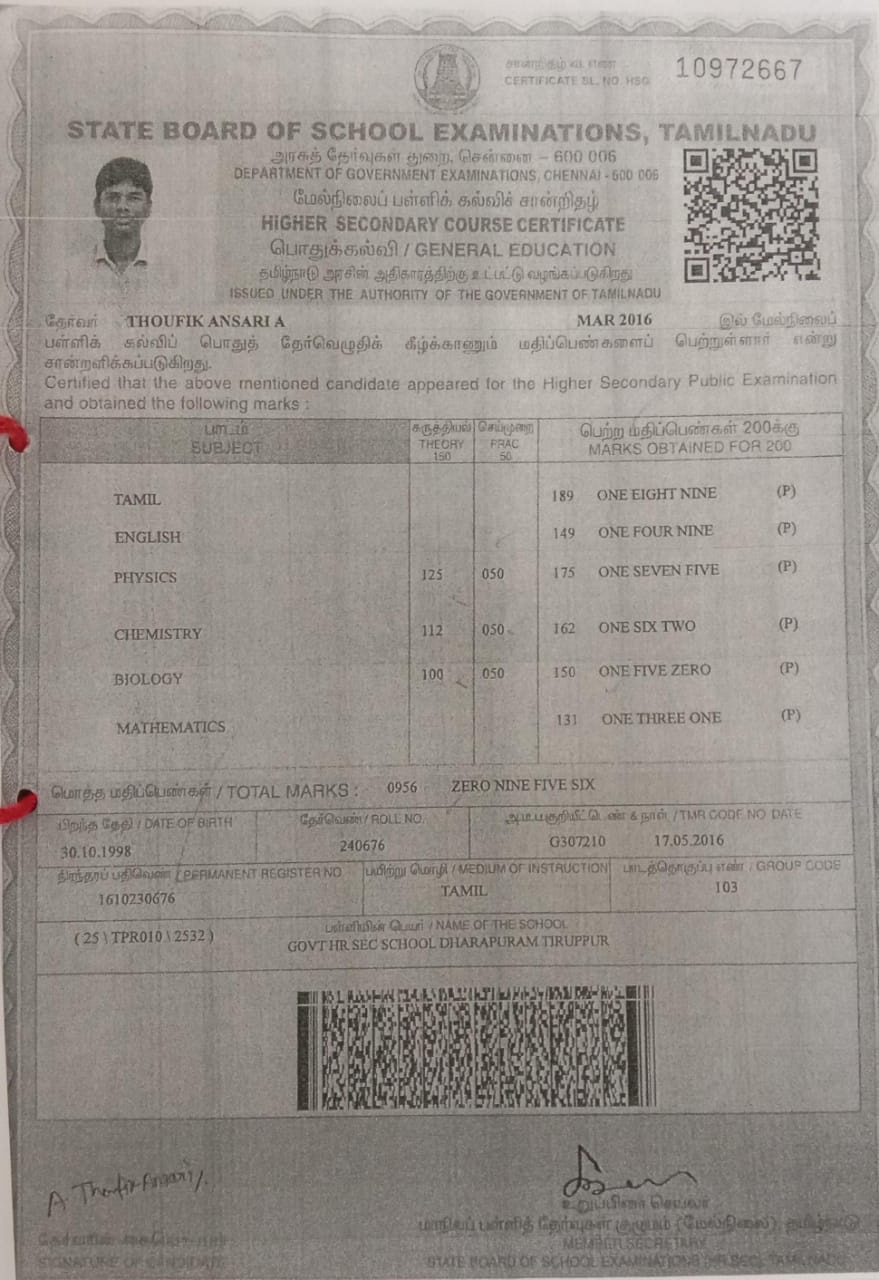 சான்றிதழ் வ. எண்
CERTIFICATE SL. NO. HSG 10972667
STATE BOARD OF SCHOOL EXAMINATIONS, TAMILNADU
அரசுத் தேர்வுகள் துறை, சென்னை – 600 006
DEPARTMENT OF GOVERNMENT EXAMINATIONS, CHENNAI - 600 006
மேல்நிலைப் பள்ளிக் கல்விச் சான்றிதழ்
HIGHER SECONDARY COURSE CERTIFICATE
பொதுக்கல்வி / GENERAL EDUCATION
தமிழ்நாடு அரசின் அதிகாரத்திற்கு உட்பட்டு வழங்கப்படுகிறது
ISSUED UNDER THE AUTHORITY OF THE GOVERNMENT OF TAMILNADU
தேர்வர் THOUFIK ANSARI A MAR 2016 இல் மேல்நிலைப்
பள்ளிக் கல்விப் பொதுத் தேர்வெழுதிக் கீழ்க்காணும் மதிப்பெண்களைப் பெற்றுள்ளார் என்று
சான்றளிக்கப்படுகிறது.
Certified that the above mentioned candidate appeared for the Higher Secondary Public Examination
and obtained the following marks :
பாடம் கருத்தியல் செய்முறை பெற்ற மதிப்பெண்கள் 200க்கு
SUBJECT THEORY PRAC MARKS OBTAINED FOR 200
150 50
TAMIL 189 ONE EIGHT NINE (P)
ENGLISH 149 ONE FOUR NINE (P)
PHYSICS 125 050 175 ONE SEVEN FIVE (P)
CHEMISTRY 112 050 162 ONE SIX TWO (P)
BIOLOGY 100 050 150 ONE FIVE ZERO (P)
MATHEMATICS 131 ONE THREE ONE (P)
மொத்த மதிப்பெண்கள் / TOTAL MARKS : 0956 ZERO NINE FIVE SIX
பிறந்த தேதி / DATE OF BIRTH தேர்வெண் / ROLL NO. & நாள் / TMR CODE NO DATE
30.10.1998 240676 G307210 17.05.2016
நிரந்தரப் பதிவெண் / PERMANENT REGISTER NO பயிற்று மொழி / MEDIUM OF INSTRUCTION பாடத்தொகுப்பு எண் / GROUP CODE
1610230676 TAMIL 103
பள்ளியின் பெயர் / NAME OF THE SCHOOL
( 25 \ TPR010 \ 2532 ) GOVT HR SEC SCHOOL DHARAPURAM TIRUPPUR
A. Thoufik Ansari
உறுப்பினர் செயலர்
மாநிலப் பள்ளித் தேர்வுகள் குழுமம் (மேல்நிலை), தமிழ்நாடு
MEMBER SECRETARY
SIGNATURE OF CANDIDATE STATE BOARD OF SCHOOL EXAMINATIONS (HR.SEC), TAMIL NADU